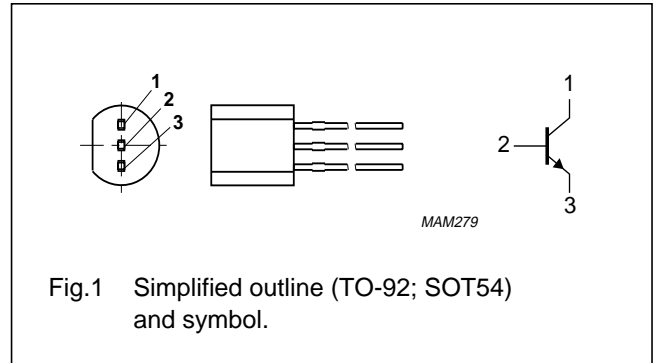 1
2
3
1
2
3
MAM279
Fig.1 Simplified outline (TO-92; SOT54)
and symbol.